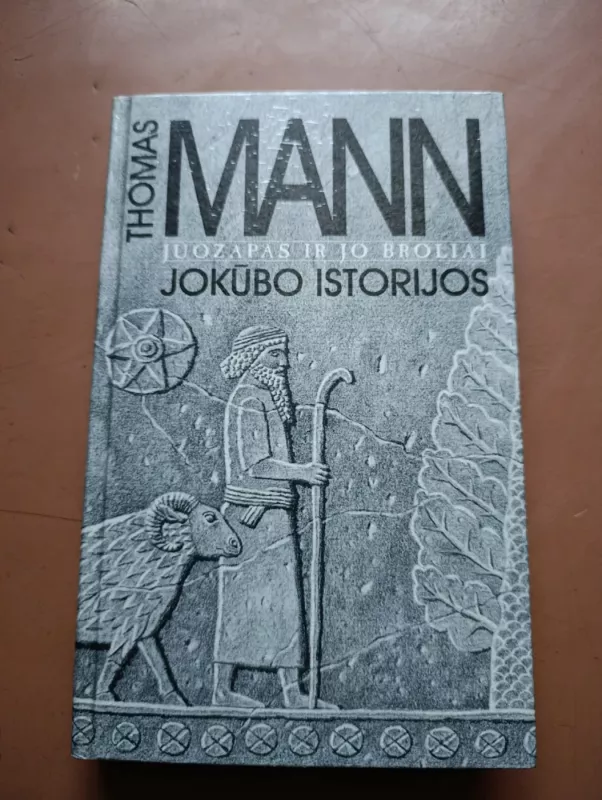 THOMAS
MANN
JUOZAPAS IR JO BROLIAI
JOKŪBO ISTORIJOS